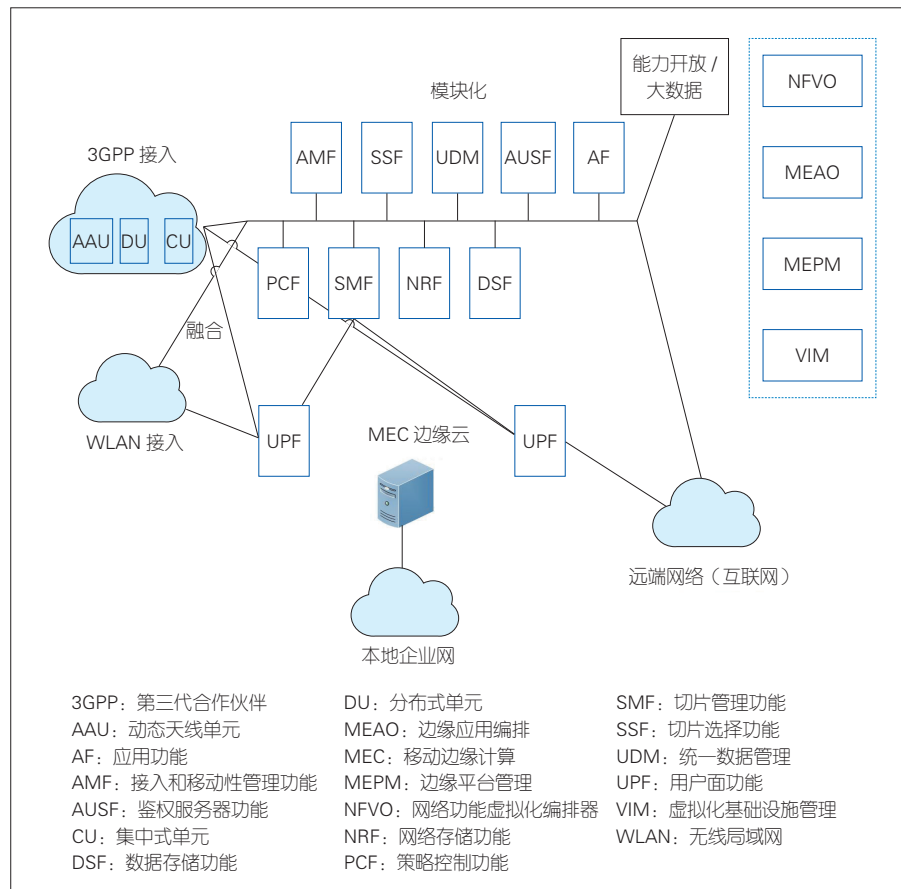 能力开放 /
大数据
模块化
NFVO
3GPP 接入
AMF
SSF
UDM
AUSF
AF
MEAO
AAU
DU
CU
PCF
SMF
NRF
DSF
MEPM
融合
VIM
WLAN 接入
UPF
MEC 边缘云
UPF
远端网络（互联网）
本地企业网
3GPP：第三代合作伙伴
AAU：动态天线单元
AF：应用功能
AMF：接入和移动性管理功能
AUSF：鉴权服务器功能
CU：集中式单元
DSF：数据存储功能
DU：分布式单元
MEAO：边缘应用编排
MEC：移动边缘计算
MEPM：边缘平台管理
NFVO：网络功能虚拟化编排器
NRF：网络存储功能
PCF：策略控制功能
SMF：切片管理功能
SSF：切片选择功能
UDM：统一数据管理
UPF：用户面功能
VIM：虚拟化基础设施管理
WLAN：无线局域网